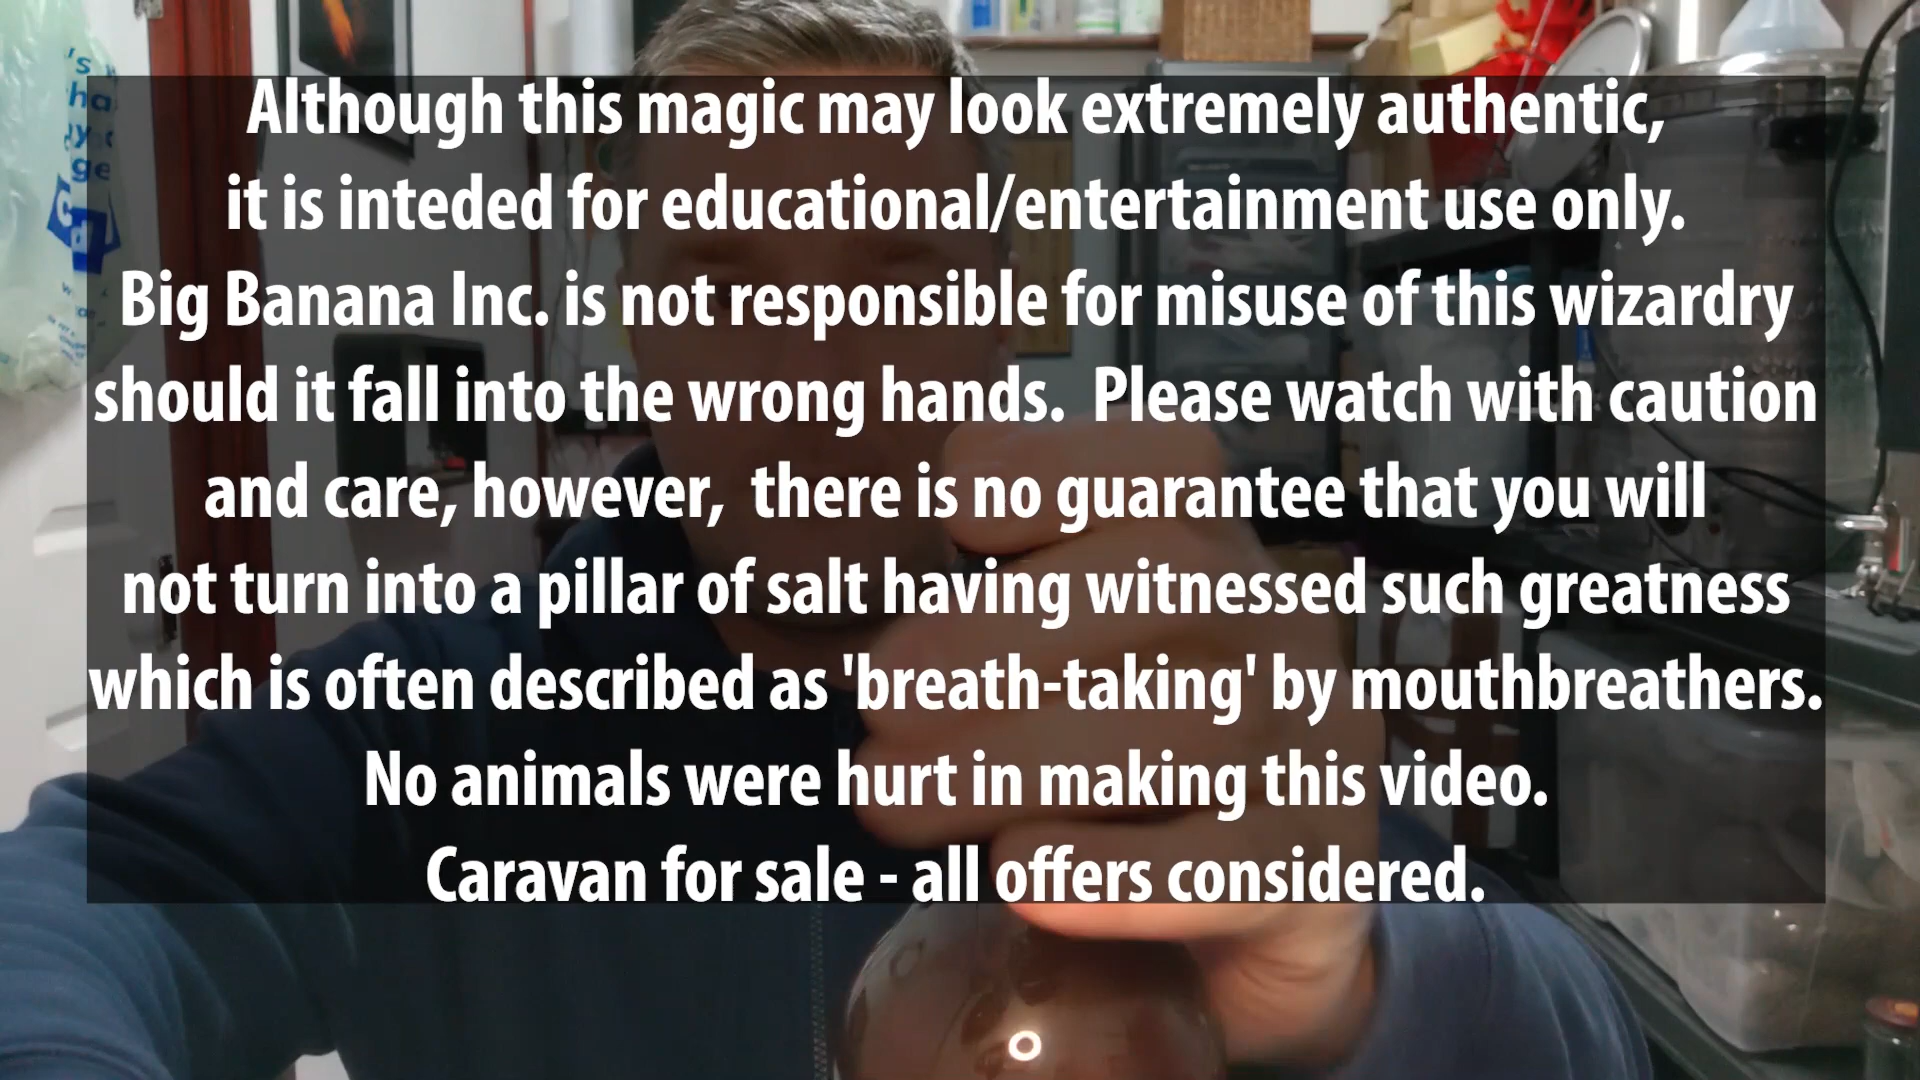 Although this magic may look extremely authentic,
it is inteded for educational/entertainment use only.
Big Banana Inc. is not responsible for misuse of this wizardry
should it fall into the wrong hands.  Please watch with caution
and care, however,  there is no guarantee that you will
not turn into a pillar of salt having witnessed such greatness
which is often described as 'breath-taking' by mouthbreathers.
No animals were hurt in making this video.
Caravan for sale - all offers considered.